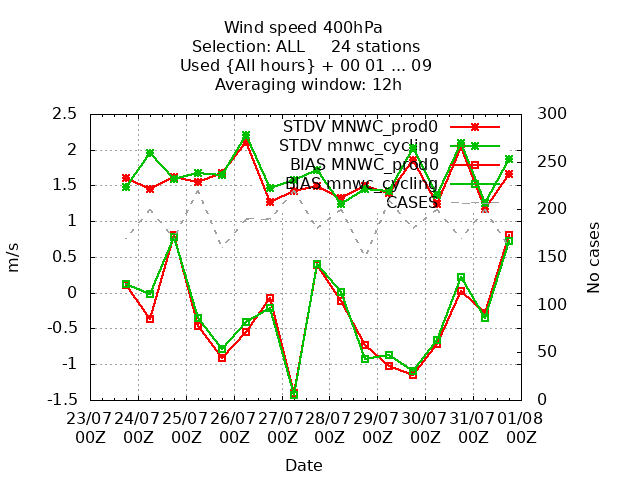 Wind speed 400hPa
Selection: ALL 24 stations
Used {All hours} + 00 01 ... 09
Averaging window: 12h
STDV MNWC_prod0
STDV mnwc_cycling
BIAS MNWC_prod0
BIAS mnwc_cycling
CASES
2.5
2
1.5
1
0.5
0
-0.5
-1
-1.5
m/s
300
250
200
150
100
50
0
No cases
23/07 24/07 25/07 26/07 27/07 28/07 29/07 30/07 31/07 01/08
00Z 00Z 00Z 00Z 00Z 00Z 00Z 00Z 00Z 00Z
Date